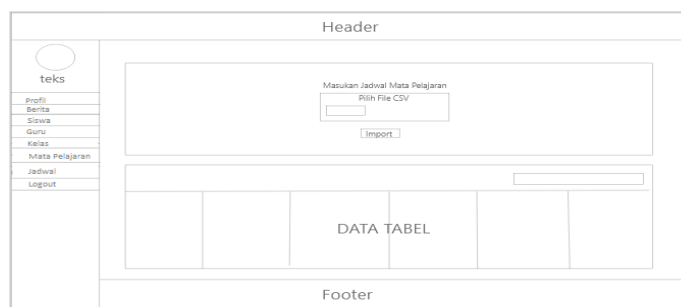 Header
teks
Profil
Berita
Siswa
Guru
Kelas
Mata Pelajaran
Jadwal
Logout
Masukan Jadwal Mata Pelajaran
Pilih File CSV
Import
DATA TABEL
Footer